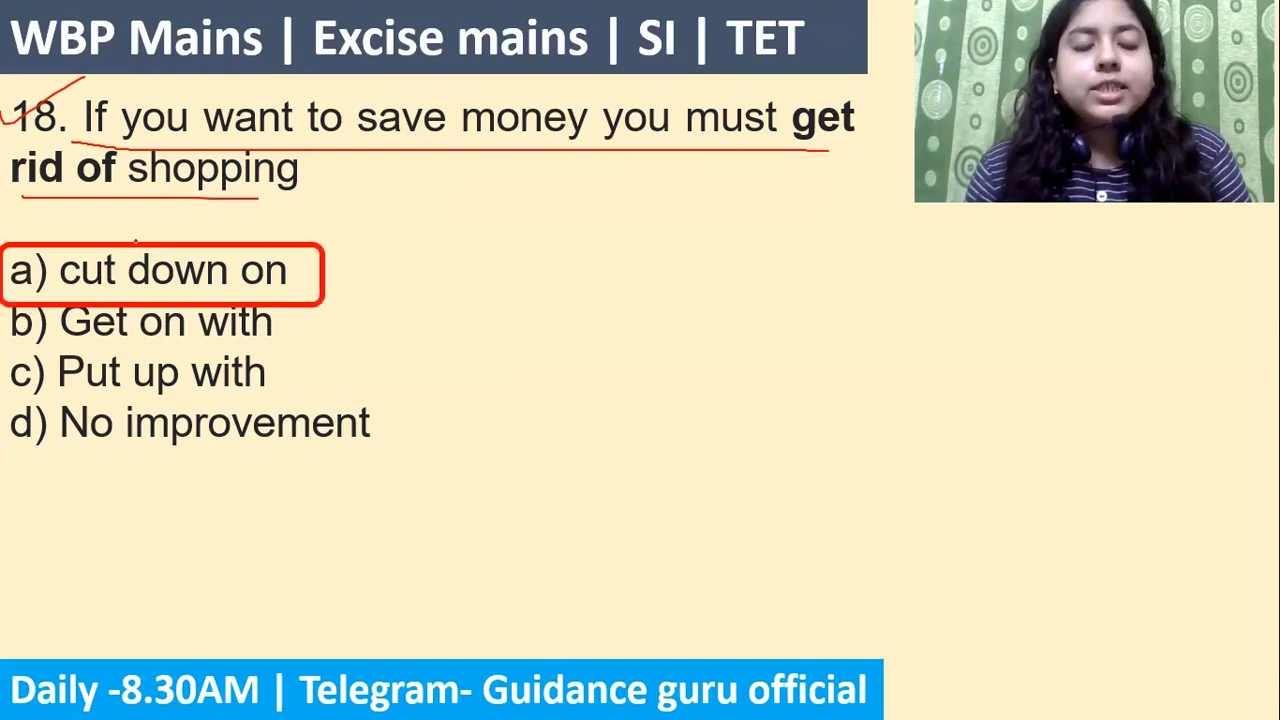 WBP Mains | Excise mains | SI | TET
18. If you want to save money you must get
rid of shopping
a) cut down on
b) Get on with
c) Put up with
d) No improvement
Daily -8.30AM | Telegram- Guidance guru official